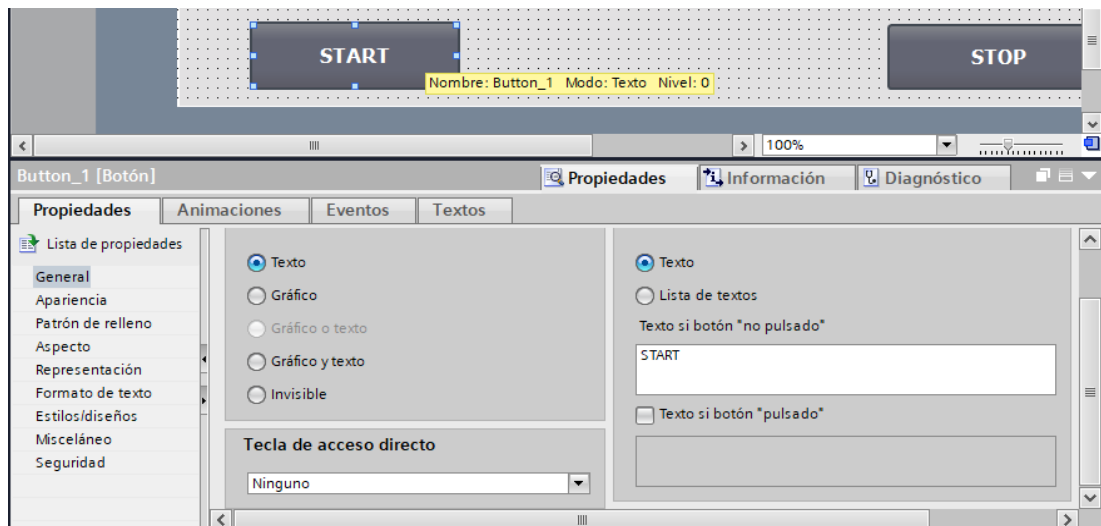 START
STOP
Nombre: Button_1 Modo: Texto Nivel: 0
100%
Button_1 [Botón]
Propiedades
Información
Diagnóstico
Propiedades
Animaciones
Eventos
Textos
Lista de propiedades
General
Apariencia
Patrón de relleno
Aspecto
Representación
Formato de texto
Estilos/diseños
Misceláneo
Seguridad
Texto
Gráfico
Gráfico o texto
Gráfico y texto
Invisible
Tecla de acceso directo
Ninguno
Texto
Lista de textos
Texto si botón "no pulsado"
START
Texto si botón "pulsado"